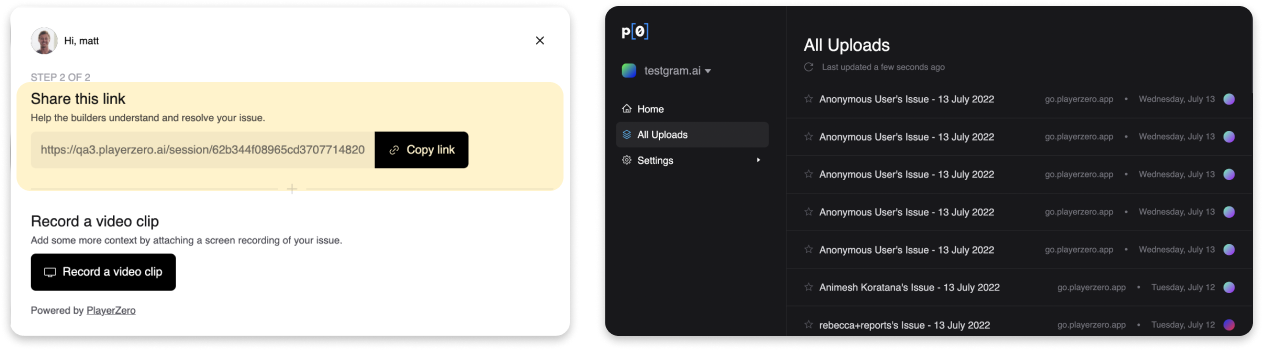 Hi, matt
STEP 2 OF 2
Share this link
Help the builders understand and resolve your issue.
https://qa3.playerzero.ai/session/62b344f08965cd3707714820
Copy link
Record a video clip
Add some more context by attaching a screen recording of your issue.
Record a video clip
Powered by PlayerZero
p[0]
testgram.ai
Home
All Uploads
Settings
All Uploads
Last updated a few seconds ago
Anonymous User's Issue - 13 July 2022 go.playerzero.app • Wednesday, July 13
Anonymous User's Issue - 13 July 2022 go.playerzero.app • Wednesday, July 13
Anonymous User's Issue - 13 July 2022 go.playerzero.app • Wednesday, July 13
Anonymous User's Issue - 13 July 2022 go.playerzero.app • Wednesday, July 13
Anonymous User's Issue - 13 July 2022 go.playerzero.app • Wednesday, July 13
Animesh Koratana's Issue - 13 July 2022 go.playerzero.app • Tuesday, July 12
rebecca+reports's Issue - 13 July 2022 go.playerzero.app • Tuesday, July 12